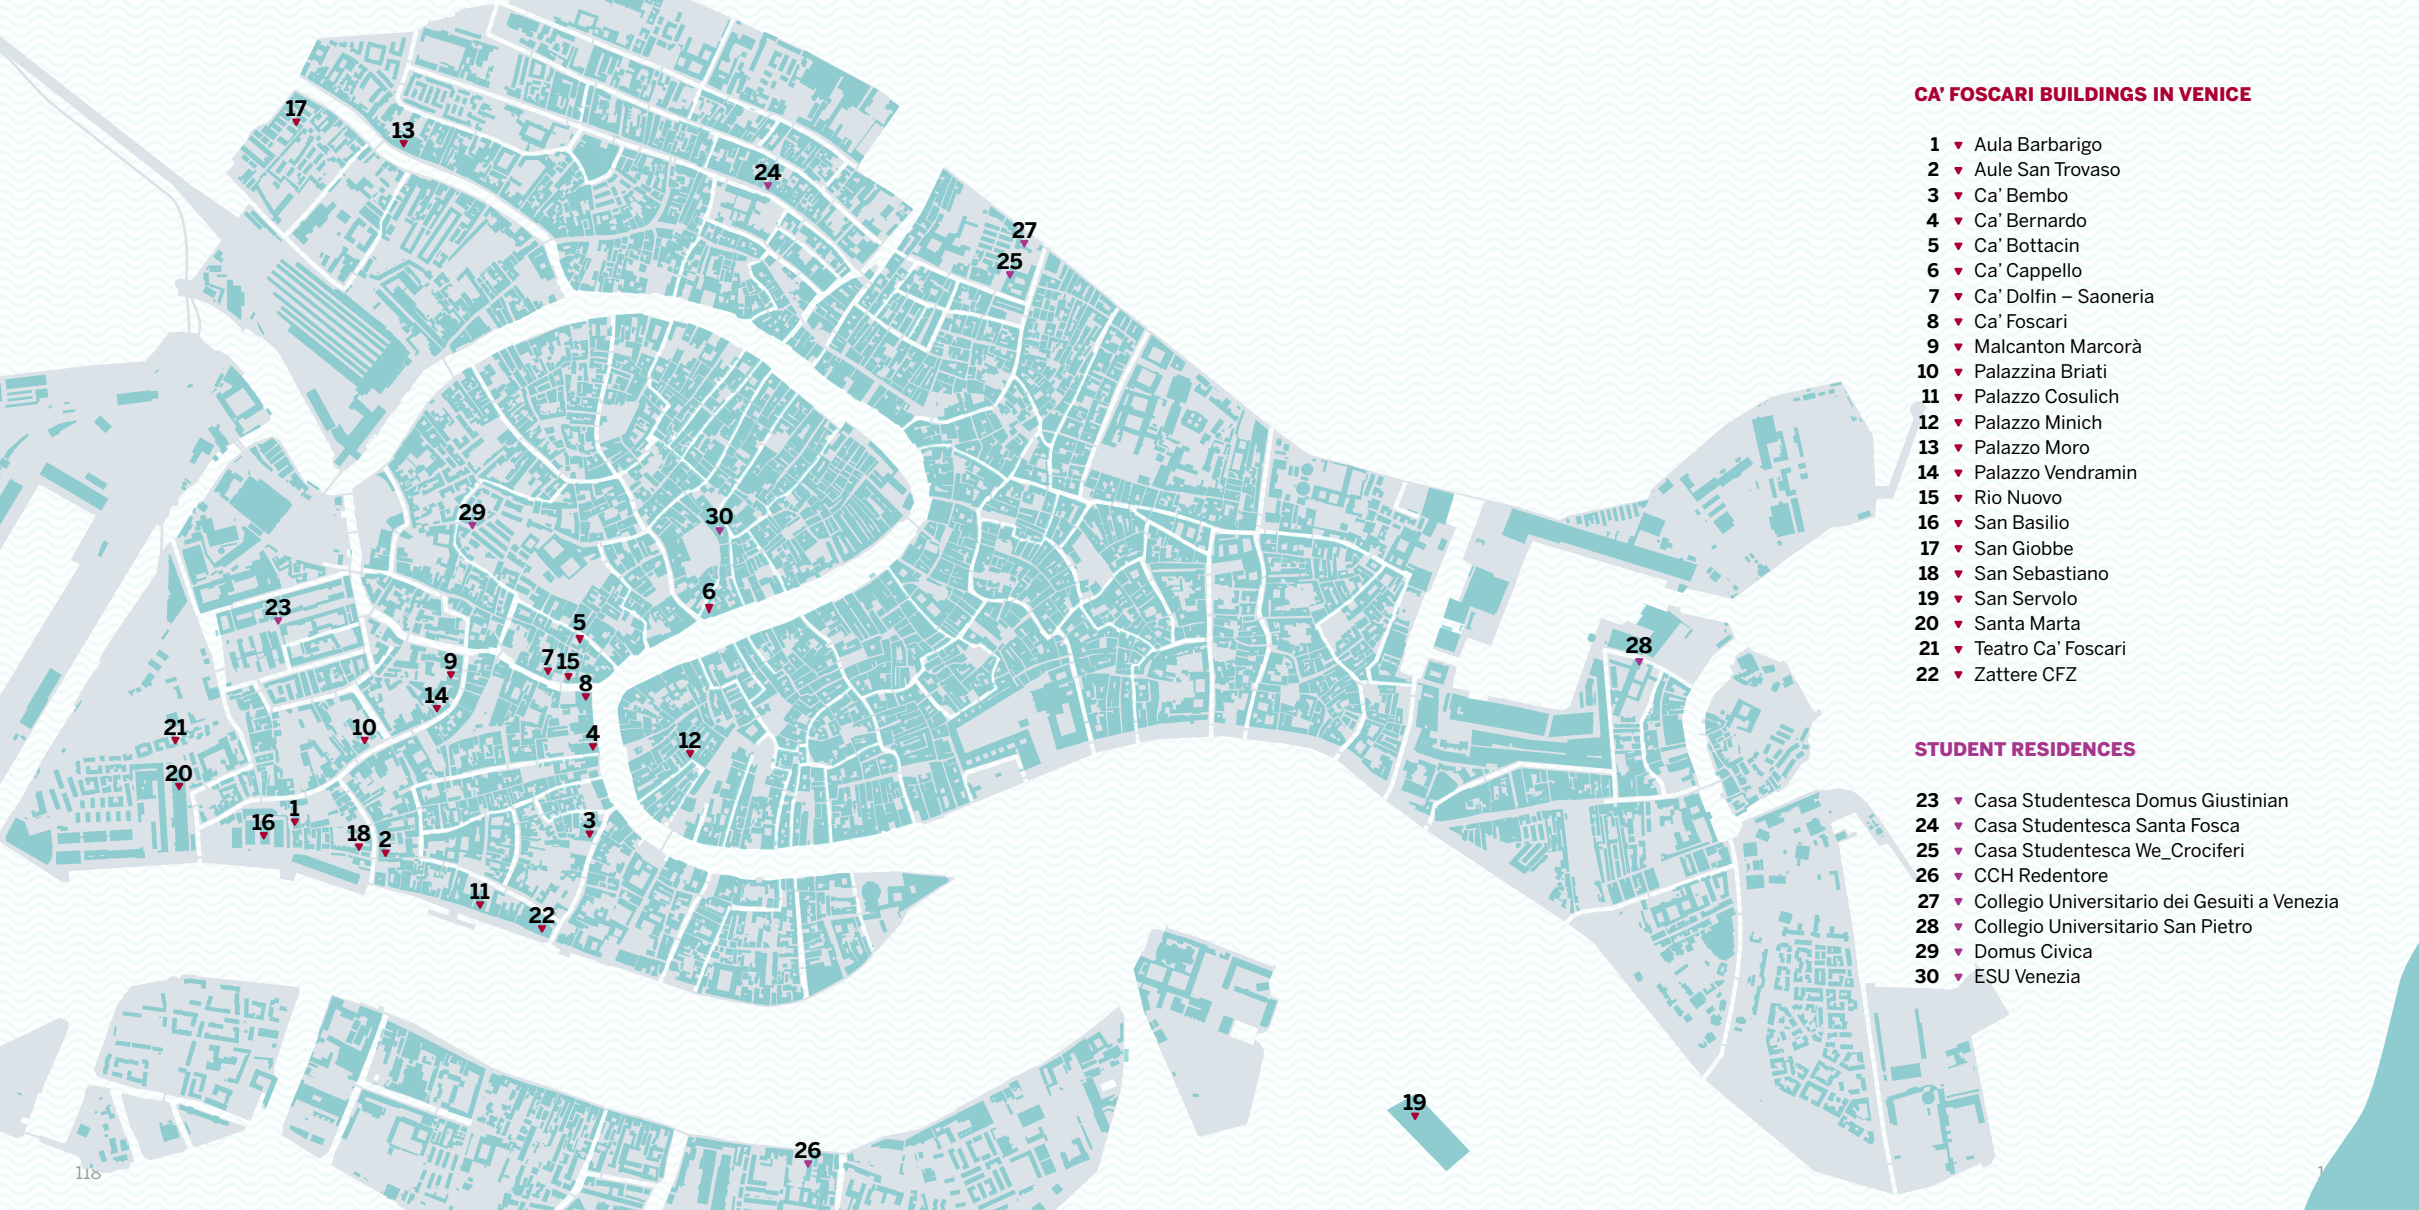 17
13
24
27
25
29
30
6
23
5
7
15
9
8
14
28
10
21
4
12
20
1
16
18
2
3
11
22
19
26
118
1
CA’ FOSCARI BUILDINGS IN VENICE
1 Aula Barbarigo
2 Aule San Trovaso
3 Ca’ Bembo
4 Ca’ Bernardo
5 Ca’ Bottacin
6 Ca’ Cappello
7 Ca’ Dolfin – Saoneria
8 Ca’ Foscari
9 Malcanton Marcorà
10 Palazzina Briati
11 Palazzo Cosulich
12 Palazzo Minich
13 Palazzo Moro
14 Palazzo Vendramin
15 Rio Nuovo
16 San Basilio
17 San Giobbe
18 San Sebastiano
19 San Servolo
20 Santa Marta
21 Teatro Ca’ Foscari
22 Zattere CFZ
STUDENT RESIDENCES
23 Casa Studentesca Domus Giustinian
24 Casa Studentesca Santa Fosca
25 Casa Studentesca We_Crociferi
26 CCH Redentore
27 Collegio Universitario dei Gesuiti a Venezia
28 Collegio Universitario San Pietro
29 Domus Civica
30 ESU Venezia